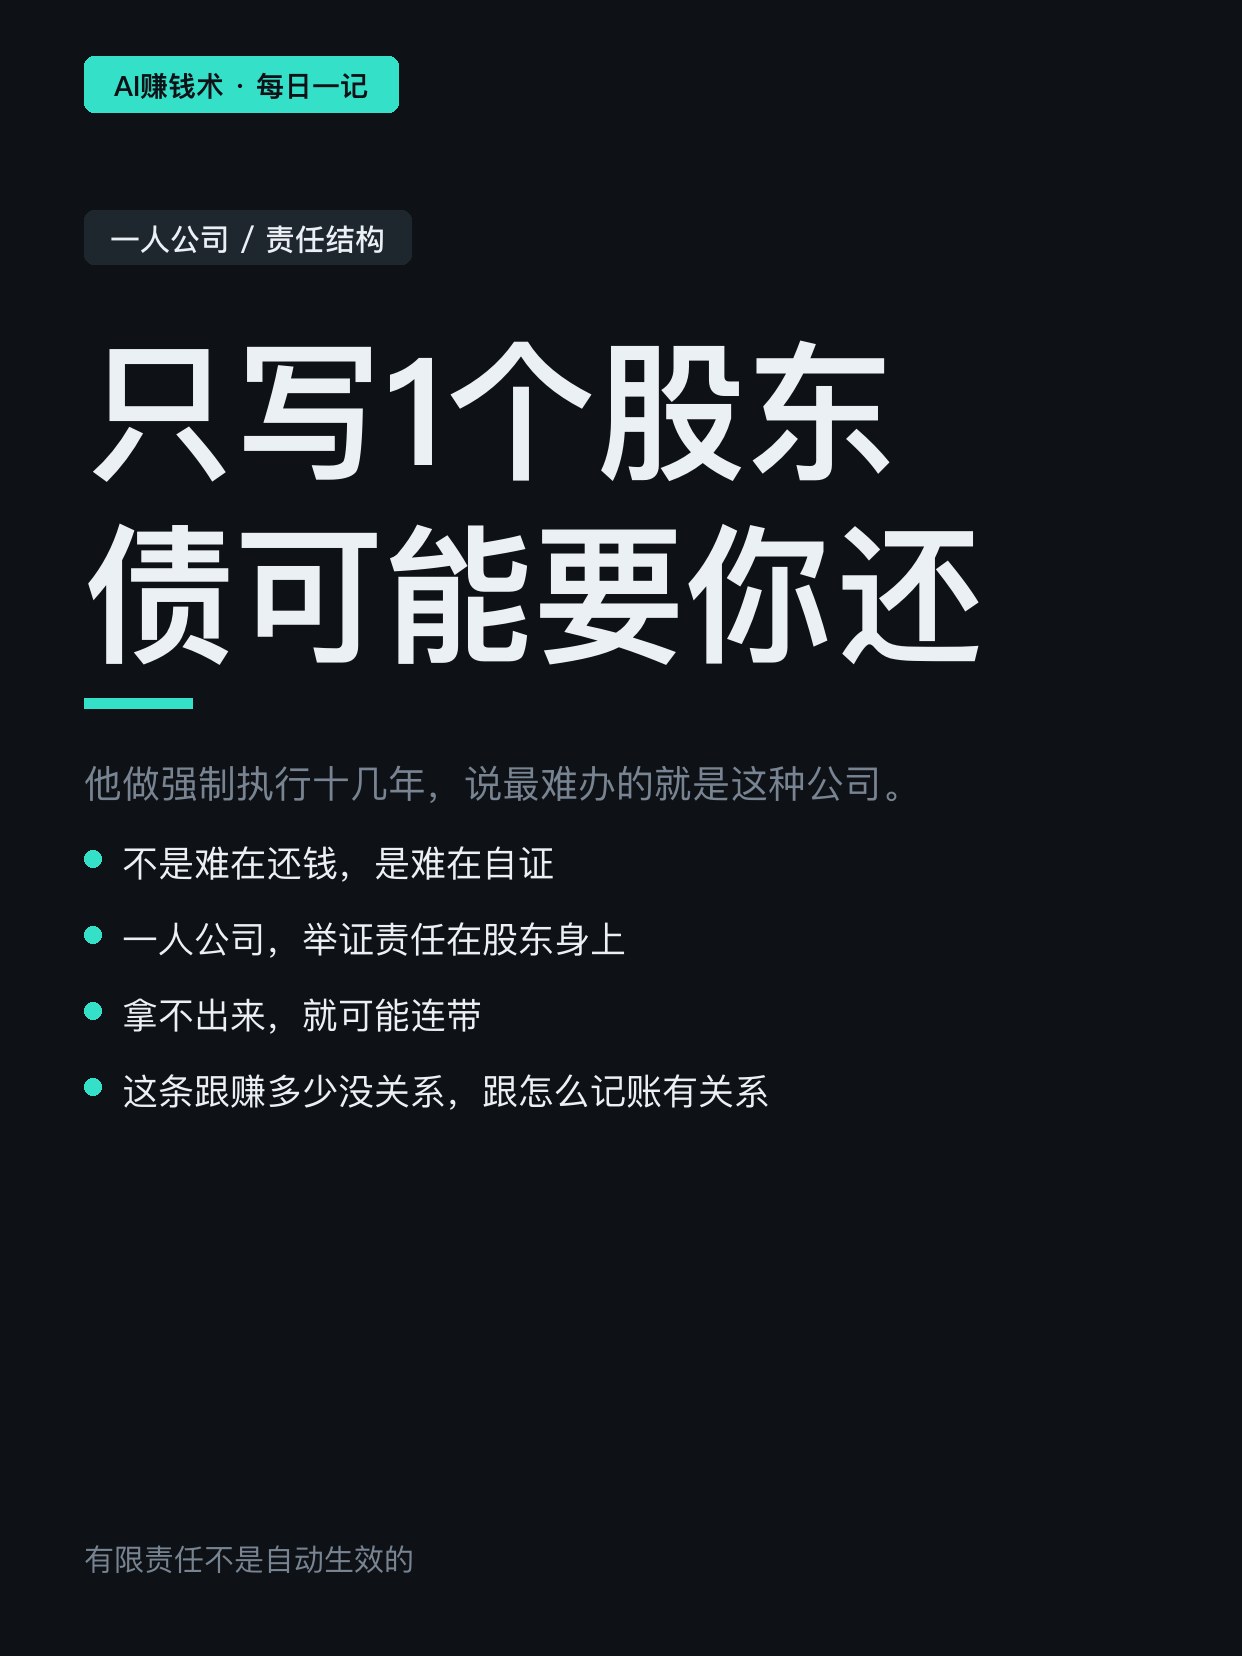 AI赚钱术 · 每日一记
一人公司 / 责任结构
只写1个股东
债可能要你还
他做强制执行十几年，说最难办的就是这种公司。
不是难在还钱，是难在自证
一人公司，举证责任在股东身上
拿不出来，就可能连带
这条跟赚多少没关系，跟怎么记账有关系
有限责任不是自动生效的